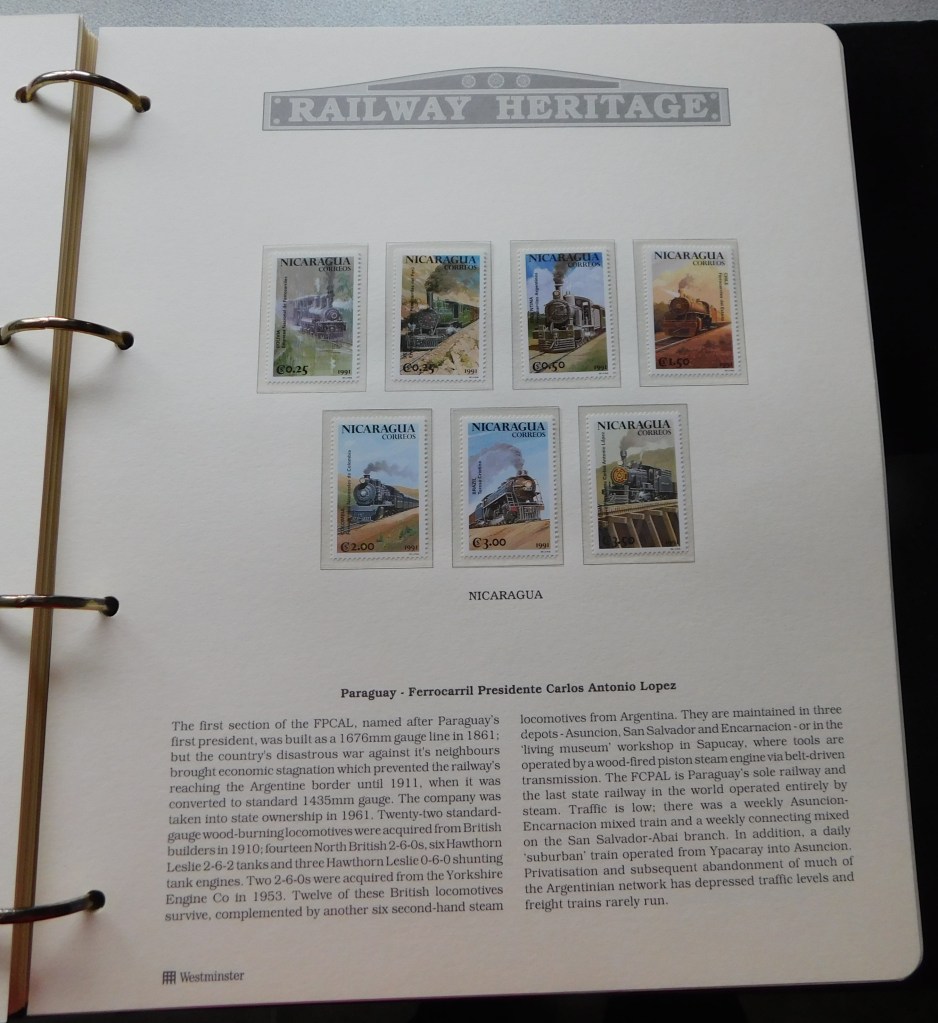 RAILWAY HERITAGE
NICARAGUA
CORREOS
₡0.25
1991
NICARAGUA
CORREOS
₡0.25
1991
NICARAGUA
CORREOS
₡0.50
1991
NICARAGUA
CORREOS
₡1.50
1991
NICARAGUA
CORREOS
₡2.00
1991
NICARAGUA
CORREOS
BRAZIL
₡3.00
1991
NICARAGUA
CORREOS
₡3.50
NICARAGUA
Paraguay - Ferrocarril Presidente Carlos Antonio Lopez
The first section of the FPCAL, named after Paraguay's
first president, was built as a 1676mm gauge line in 1861;
but the country's disastrous war against it's neighbours
brought economic stagnation which prevented the railway's
reaching the Argentine border until 1911, when it was
converted to standard 1435mm gauge. The company was
taken into state ownership in 1961. Twenty-two standard-
gauge wood-burning locomotives were acquired from British
builders in 1910; fourteen North British 2-6-0s, six Hawthorn
Leslie 2-6-2 tanks and three Hawthorn Leslie 0-6-0 shunting
tank engines. Two 2-6-0s were acquired from the Yorkshire
Engine Co in 1953. Twelve of these British locomotives
survive, complemented by another six second-hand steam
locomotives from Argentina. They are maintained in three
depots - Asuncion, San Salvador and Encarnacion - or in the
'living museum' workshop in Sapucay, where tools are
operated by a wood-fired piston steam engine via belt-driven
transmission. The FCPAL is Paraguay's sole railway and
the last state railway in the world operated entirely by
steam. Traffic is low; there was a weekly Asuncion-
Encarnacion mixed train and a weekly connecting mixed
on the San Salvador-Abai branch. In addition, a daily
'suburban' train operated from Ypacaray into Asuncion.
Privatisation and subsequent abandonment of much of
the Argentinian network has depressed traffic levels and
freight trains rarely run.
Westminster